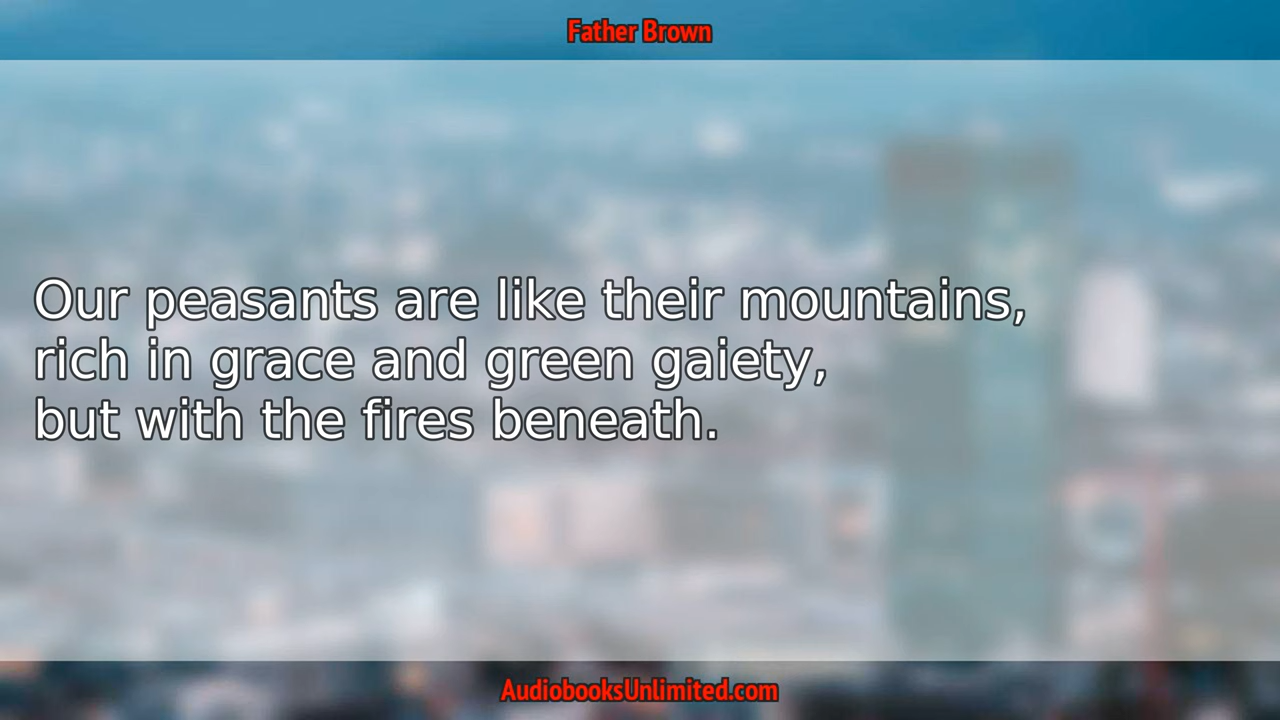 Father Brown
Our peasants are like their mountains,
rich in grace and green gaiety,
but with the fires beneath.
AudiobooksUnlimited.com